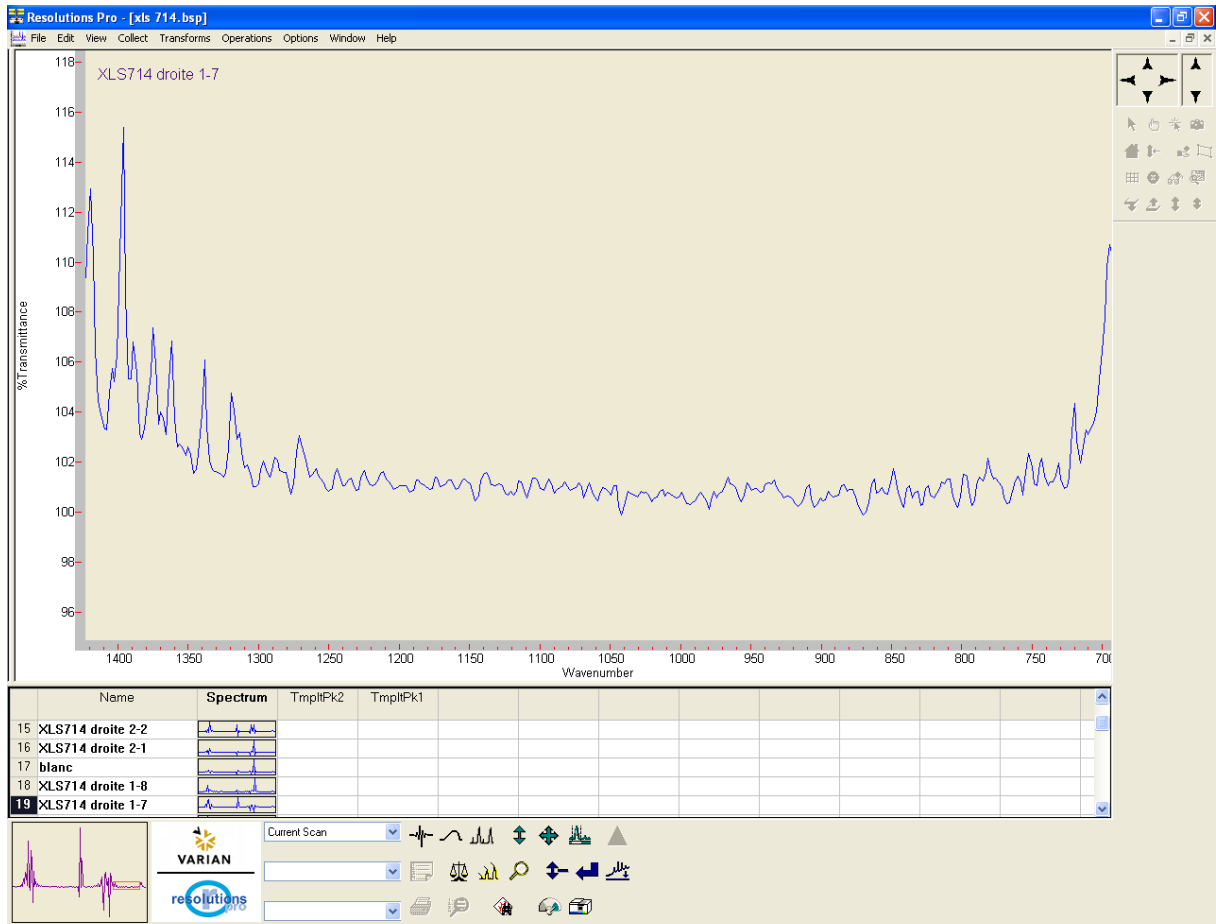 Resolutions Pro - [xls 714.bsp]
File Edit View Collect Transforms Operations Options Window Help
XLS714 droite 1-7
118
116
114
112
110
108
106
104
102
100
98
96
%Transmittance
1400 1350 1300 1250 1200 1150 1100 1050 1000 950 900 850 800 750 700
Wavenumber
Name Spectrum TmpltPk2 TmpltPk1
15 XLS714 droite 2-2
16 XLS714 droite 2-1
17 blanc
18 XLS714 droite 1-8
19 XLS714 droite 1-7
Current Scan
VARIAN
resolutions
pro